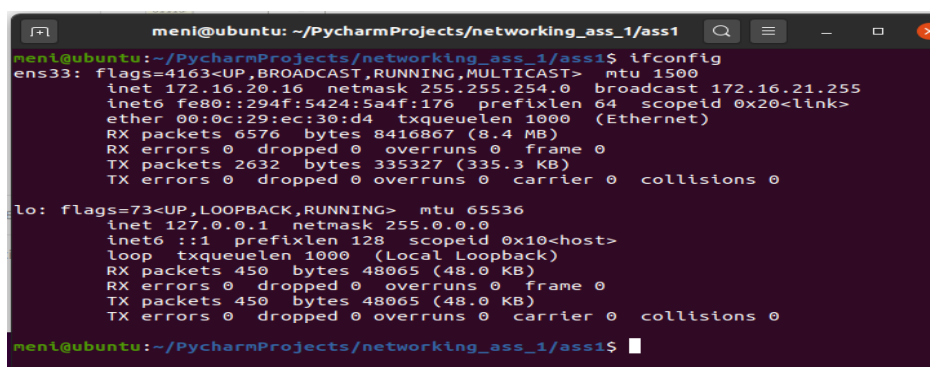 meni@ubuntu: ~/PycharmProjects/networking_ass_1/ass1
meni@ubuntu:~/PycharmProjects/networking_ass_1/ass1$ ifconfig
ens33: flags=4163<UP,BROADCAST,RUNNING,MULTICAST>  mtu 1500
        inet 172.16.20.16  netmask 255.255.254.0  broadcast 172.16.21.255
        inet6 fe80::294f:5424:5a4f:176  prefixlen 64  scopeid 0x20<link>
        ether 00:0c:29:ec:30:d4  txqueuelen 1000  (Ethernet)
        RX packets 6576  bytes 8416867 (8.4 MB)
        RX errors 0  dropped 0  overruns 0  frame 0
        TX packets 2632  bytes 335327 (335.3 KB)
        TX errors 0  dropped 0 overruns 0  carrier 0  collisions 0

lo: flags=73<UP,LOOPBACK,RUNNING>  mtu 65536
        inet 127.0.0.1  netmask 255.0.0.0
        inet6 ::1  prefixlen 128  scopeid 0x10<host>
        loop  txqueuelen 1000  (Local Loopback)
        RX packets 450  bytes 48065 (48.0 KB)
        RX errors 0  dropped 0  overruns 0  frame 0
        TX packets 450  bytes 48065 (48.0 KB)
        TX errors 0  dropped 0 overruns 0  carrier 0  collisions 0

meni@ubuntu:~/PycharmProjects/networking_ass_1/ass1$